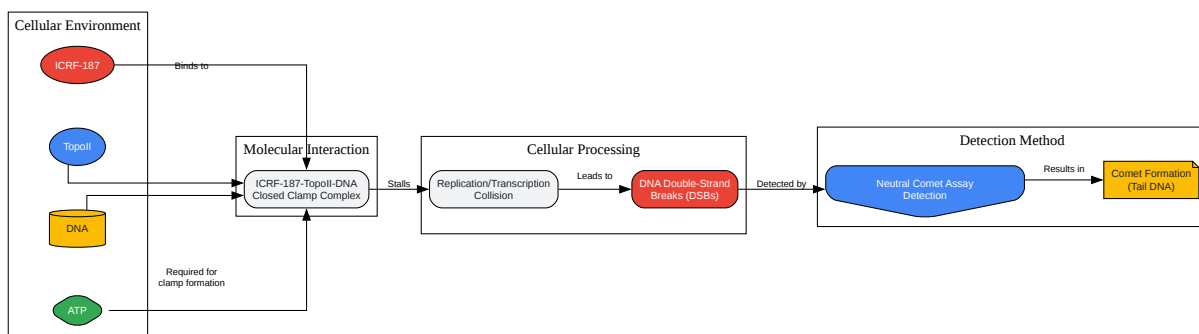 Cellular Environment
ICRF-187
Binds to
TopoII
DNA
Required for
clamp formation
ATP
Molecular Interaction
ICRF-187-TopoII-DNA
Closed Clamp Complex
Stalls
Cellular Processing
Replication/Transcription
Collision
Leads to
DNA Double-Strand
Breaks (DSBs)
Detected by
Detection Method
Neutral Comet Assay
Detection
Results in
Comet Formation
(Tail DNA)